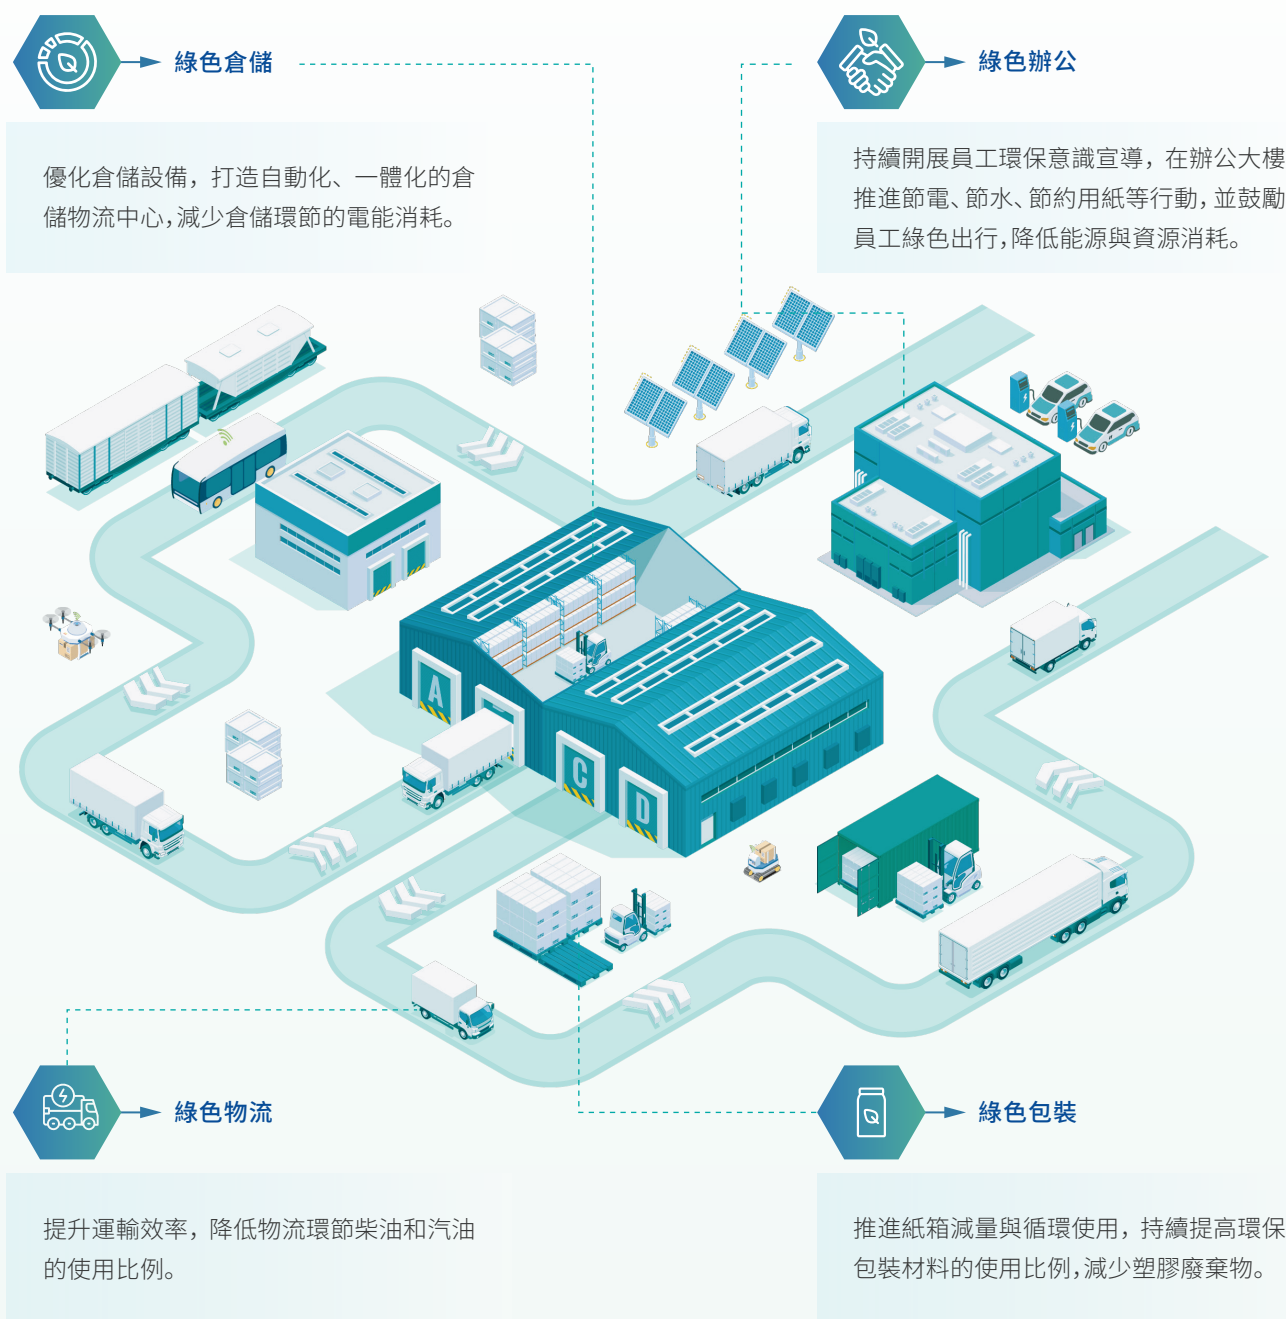 綠色倉儲
優化倉儲設備，打造自動化、一體化的倉
儲物流中心，減少倉儲環節的電能消耗。
綠色辦公
持續開展員工環保意識宣導，在辦公大樓
推進節電、節水、節約用紙等行動，並鼓勵
員工綠色出行，降低能源與資源消耗。
A
C
D
綠色物流
提升運輸效率，降低物流環節柴油和汽油
的使用比例。
綠色包裝
推進紙箱減量與循環使用，持續提高環保
包裝材料的使用比例，減少塑膠廢棄物。